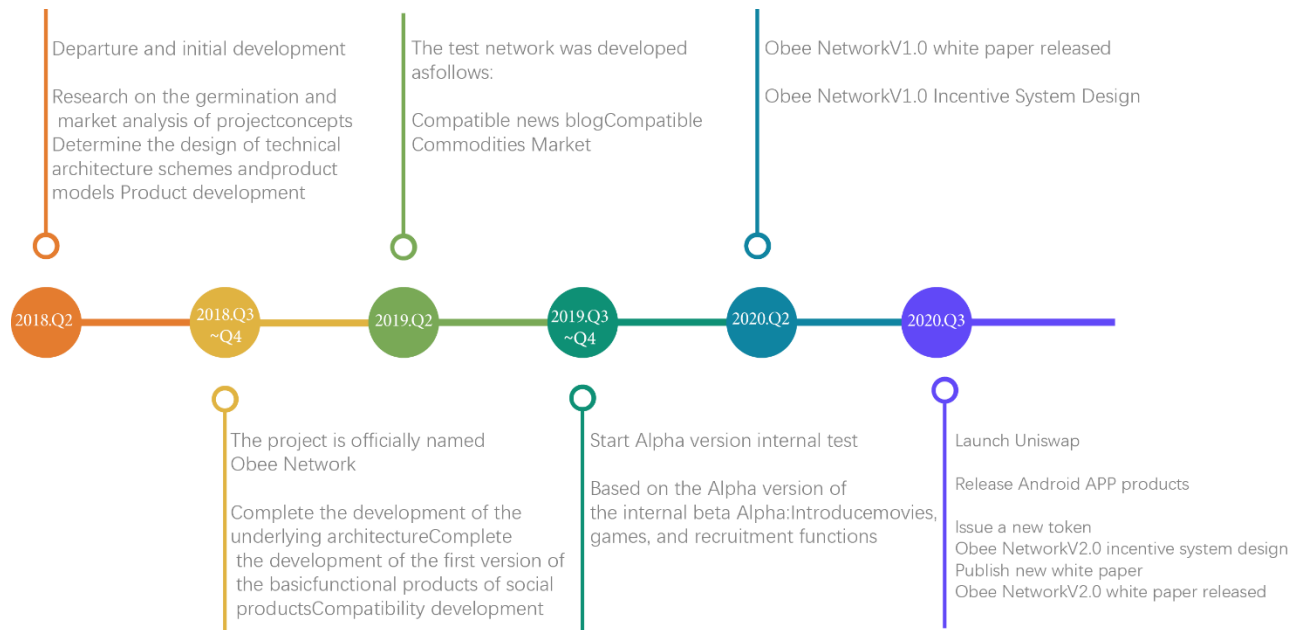 Departure and initial development
Research on the germination and
market analysis of projectconcepts
Determine the design of technical
architecture schemes andproduct
models Product development
The test network was developed
asfollows:
Compatible news blogCompatible
Commodities Market
Obee NetworkV1.0 white paper released
Obee NetworkV1.0 Incentive System Design
2018.Q2
2018.Q3
~Q4
2019.Q2
2019.Q3
~Q4
2020.Q2
2020.Q3
The project is officially named
Obee Network
Complete the development of the
underlying architectureComplete
the development of the first version of
the basicfunctional products of social
productsCompatibility development
Start Alpha version internal test
Based on the Alpha version of
the internal beta Alpha:Introducemovies,
games, and recruitment functions
Launch Uniswap
Release Android APP products
Issue a new token
Obee NetworkV2.0 incentive system design
Publish new white paper
Obee NetworkV2.0 white paper released